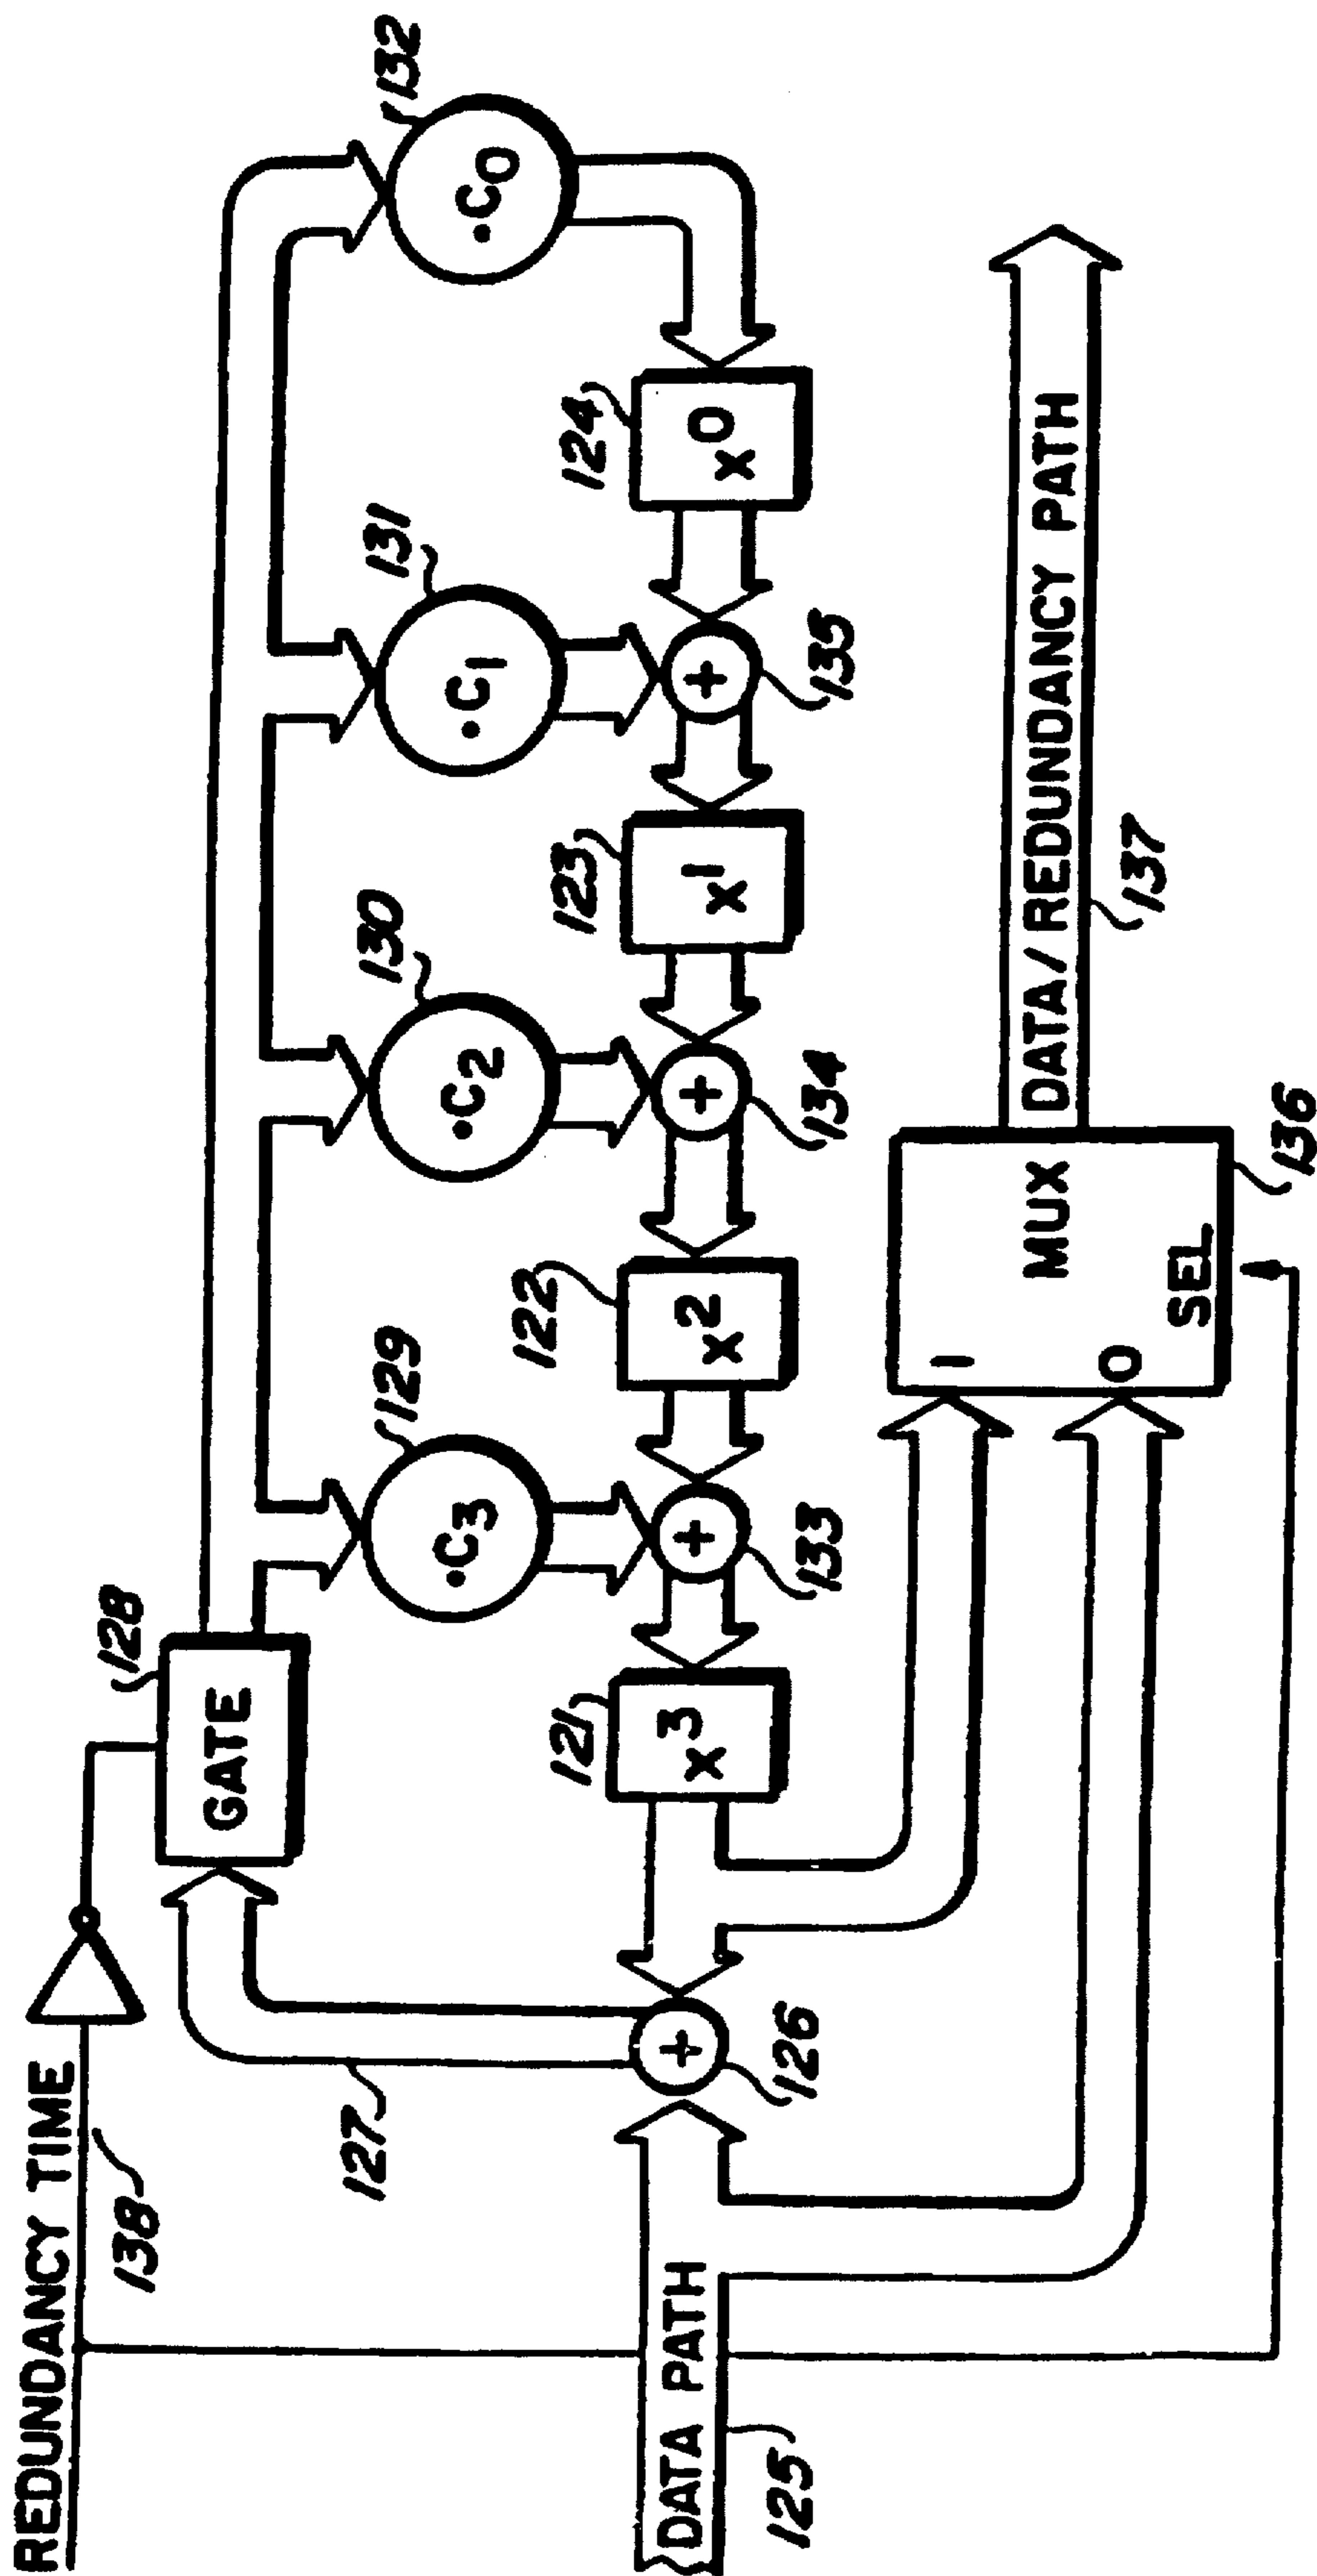 REDUNDANCY TIME
138
128
GATE
127
129
130
131
132
·C3
·C2
·C1
·C0
121
122
123
124
x³
x²
x¹
x⁰
126
133
134
135
DATA PATH
125
1
0
MUX
SEL
136
DATA/REDUNDANCY PATH
137